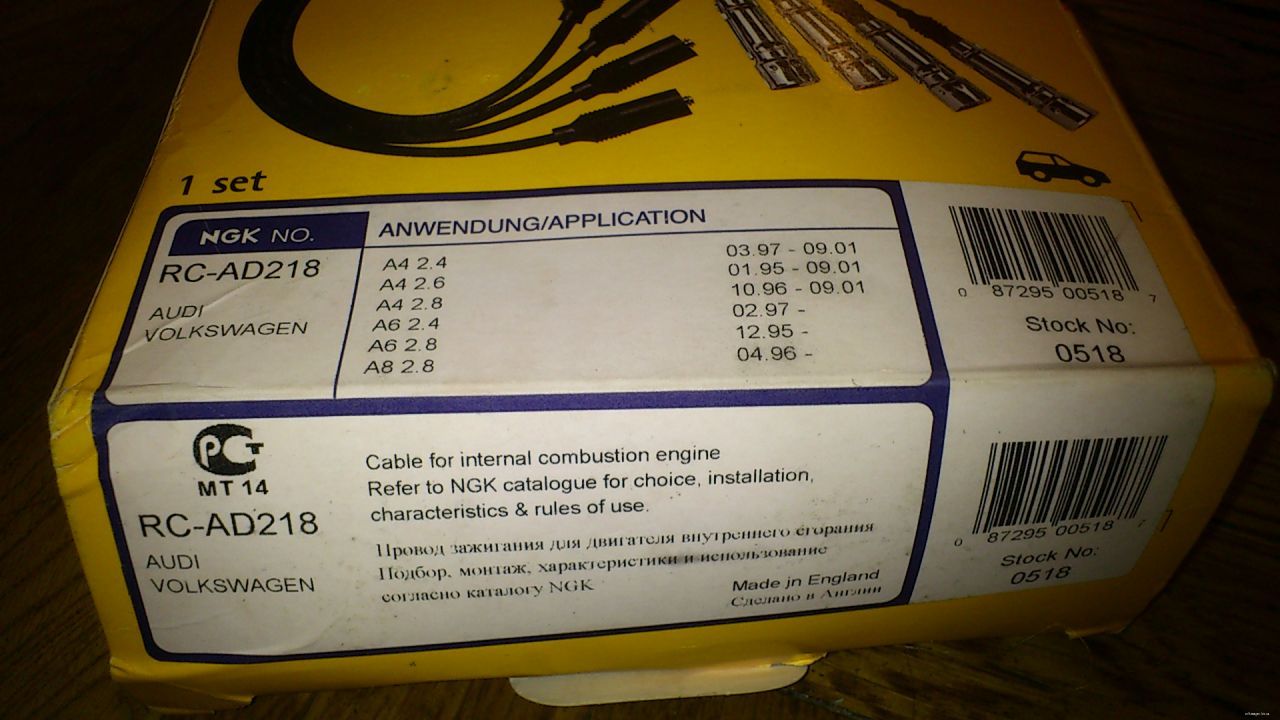 1 set
NGK NO.
ANWENDUNG/APPLICATION
RC-AD218
AUDI
VOLKSWAGEN
A4 2.4 03.97 - 09.01
A4 2.6 01.95 - 09.01
A4 2.8 10.96 - 09.01
A6 2.4 02.97 -
A6 2.8 12.95 -
A8 2.8 04.96 -
0 87295 00518 7
Stock No:
0518
РСТ
MT 14
RC-AD218
AUDI
VOLKSWAGEN
Cable for internal combustion engine
Refer to NGK catalogue for choice, installation,
characteristics & rules of use.
Провод зажигания для двигателя внутреннего сгорания
Подбор, монтаж, характеристики и использование
согласно каталогу NGK
Made in England
Сделано в Англии
0 87295 00518 7
Stock No:
0518